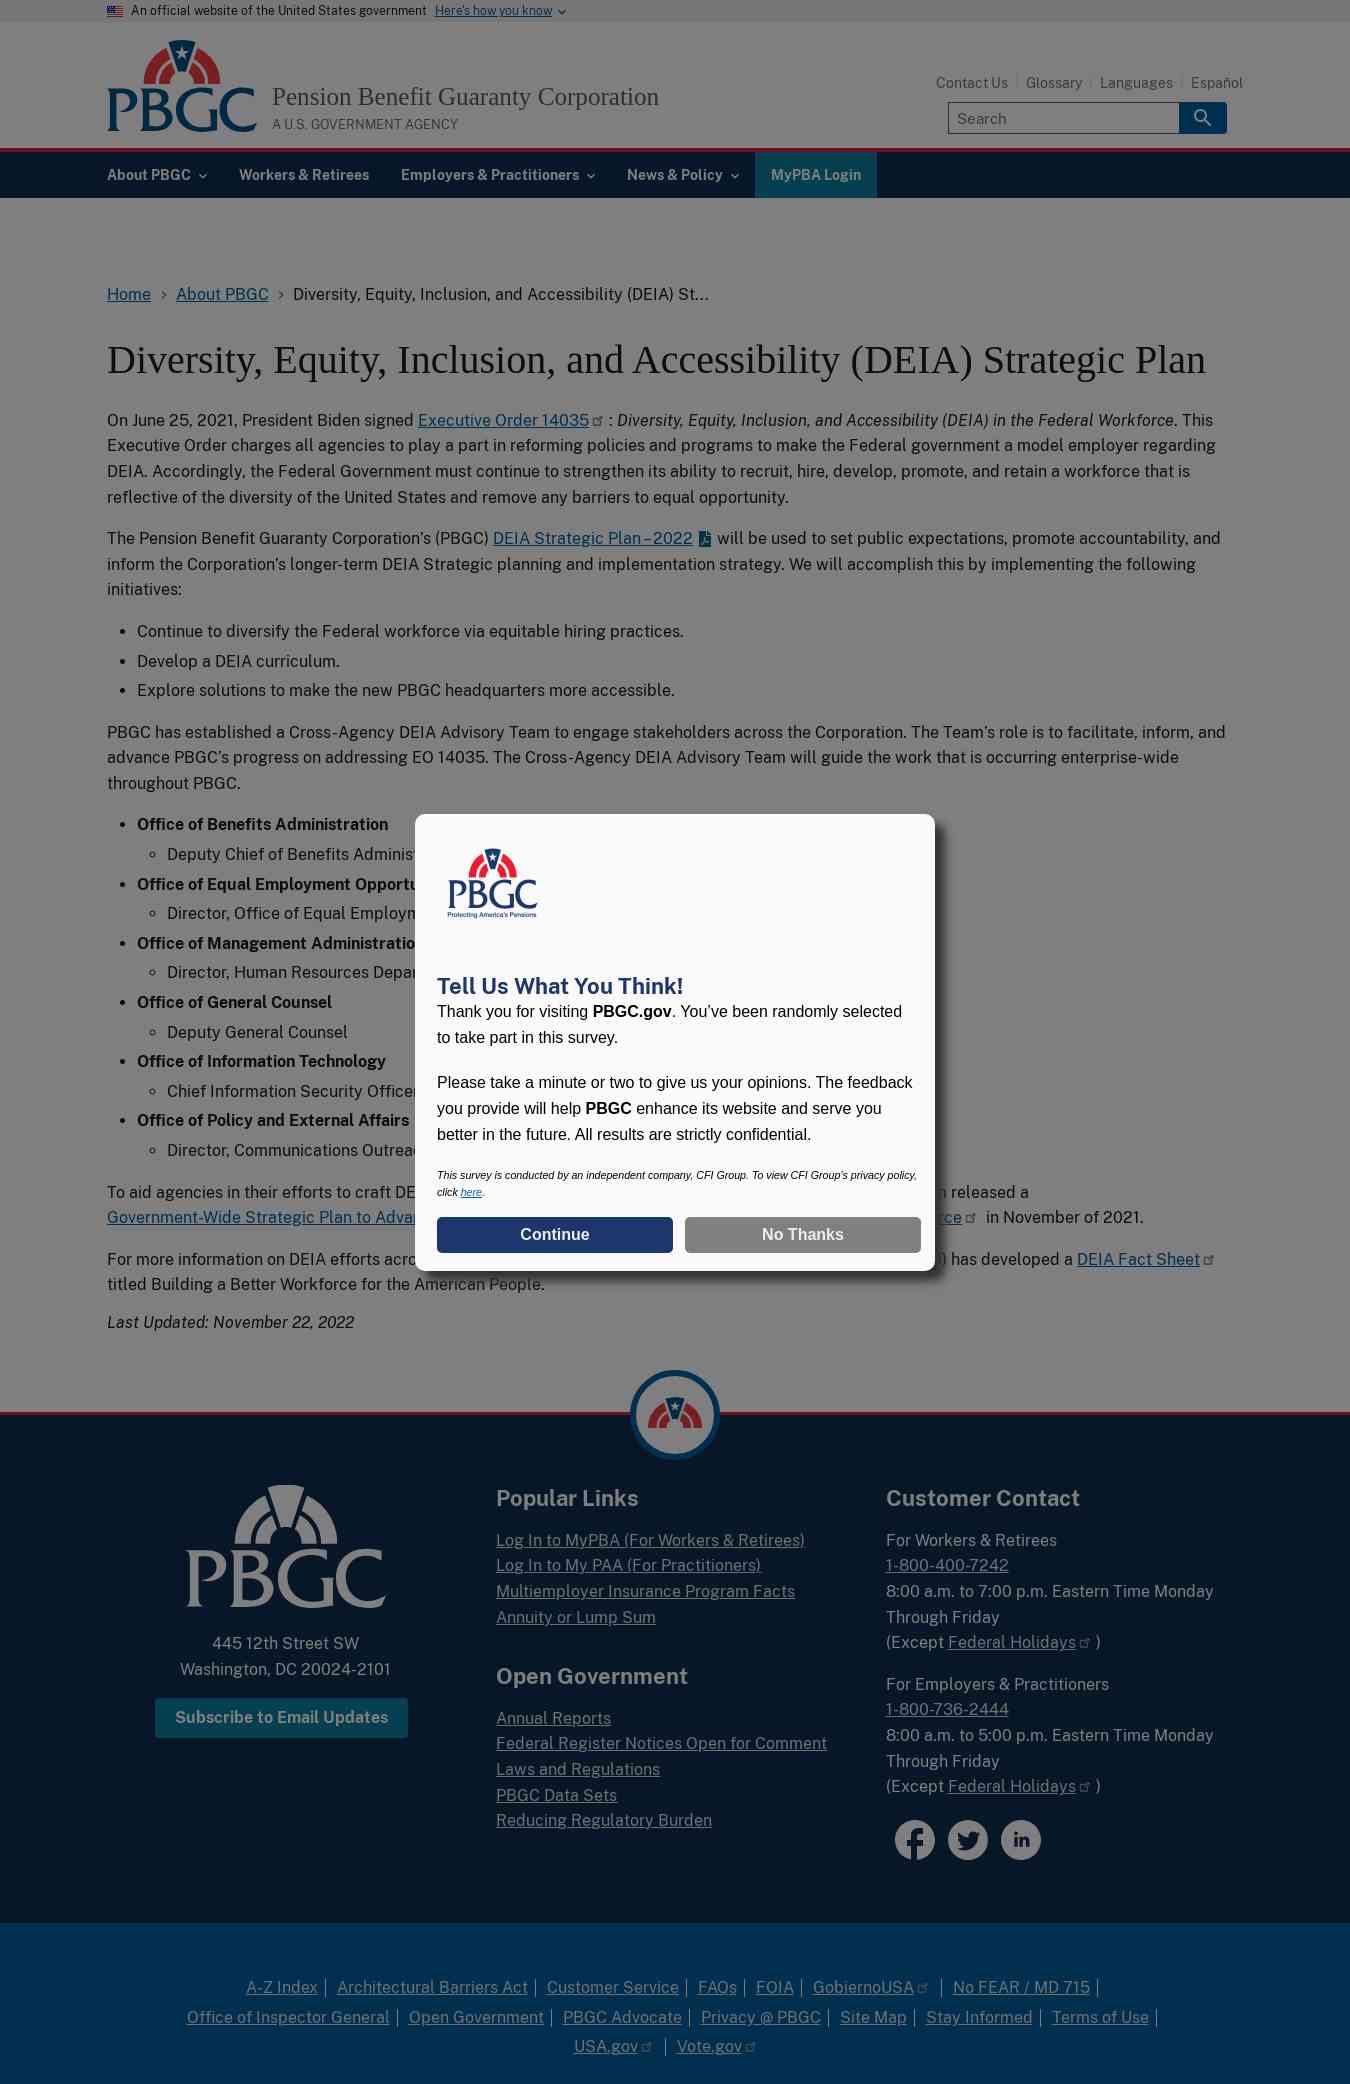 An official website of the United States government Here's how you know
PBGC
Pension Benefit Guaranty Corporation
A U.S. GOVERNMENT AGENCY
Contact Us Glossary Languages Español
Search
About PBGC Workers & Retirees Employers & Practitioners News & Policy MyPBA Login
Home About PBGC Diversity, Equity, Inclusion, and Accessibility (DEIA) St...
Diversity, Equity, Inclusion, and Accessibility (DEIA) Strategic Plan
On June 25, 2021, President Biden signed Executive Order 14035 : Diversity, Equity, Inclusion, and Accessibility (DEIA) in the Federal Workforce. This
Executive Order charges all agencies to play a part in reforming policies and programs to make the Federal government a model employer regarding
DEIA. Accordingly, the Federal Government must continue to strengthen its ability to recruit, hire, develop, promote, and retain a workforce that is
reflective of the diversity of the United States and remove any barriers to equal opportunity.
The Pension Benefit Guaranty Corporation's (PBGC) DEIA Strategic Plan – 2022 will be used to set public expectations, promote accountability, and
inform the Corporation's longer-term DEIA Strategic planning and implementation strategy. We will accomplish this by implementing the following
initiatives:
• Continue to diversify the Federal workforce via equitable hiring practices.
• Develop a DEIA curriculum.
• Explore solutions to make the new PBGC headquarters more accessible.
PBGC has established a Cross-Agency DEIA Advisory Team to engage stakeholders across the Corporation. The Team's role is to facilitate, inform, and
advance PBGC's progress on addressing EO 14035. The Cross-Agency DEIA Advisory Team will guide the work that is occurring enterprise-wide
throughout PBGC.
• Office of Benefits Administration
Deputy Chief of Benefits
• Office of Equal Employment
Director, Office of Equal
• Office of Management
Director, Human Resources
• Office of General Counsel
Deputy General Counsel
• Office of Information Technology
Chief Information Security
• Office of Policy and External Affairs
Director, Communications
To aid agencies in their efforts to craft released a
Government-Wide Strategic Plan to in November of 2021.
For more information on DEIA efforts has developed a DEIA Fact Sheet
titled Building a Better Workforce for the American People.
Last Updated: November 22, 2022
PBGC
Protecting America's Pensions
Tell Us What You Think!
Thank you for visiting PBGC.gov. You've been randomly selected
to take part in this survey.
Please take a minute or two to give us your opinions. The feedback
you provide will help PBGC enhance its website and serve you
better in the future. All results are strictly confidential.
This survey is conducted by an independent company, CFI Group. To view CFI Group's privacy policy,
click here.
Continue No Thanks
PBGC
445 12th Street SW
Washington, DC 20024-2101
Subscribe to Email Updates
Popular Links
Log In to MyPBA (For Workers & Retirees)
Log In to My PAA (For Practitioners)
Multiemployer Insurance Program Facts
Annuity or Lump Sum
Open Government
Annual Reports
Federal Register Notices Open for Comment
Laws and Regulations
PBGC Data Sets
Reducing Regulatory Burden
Customer Contact
For Workers & Retirees
1-800-400-7242
8:00 a.m. to 7:00 p.m. Eastern Time Monday
Through Friday
(Except Federal Holidays )
For Employers & Practitioners
1-800-736-2444
8:00 a.m. to 5:00 p.m. Eastern Time Monday
Through Friday
(Except Federal Holidays )
in
A-Z Index | Architectural Barriers Act | Customer Service | FAQs | FOIA | GobiernoUSA | No FEAR / MD 715 |
Office of Inspector General | Open Government | PBGC Advocate | Privacy @ PBGC | Site Map | Stay Informed | Terms of Use |
USA.gov | Vote.gov